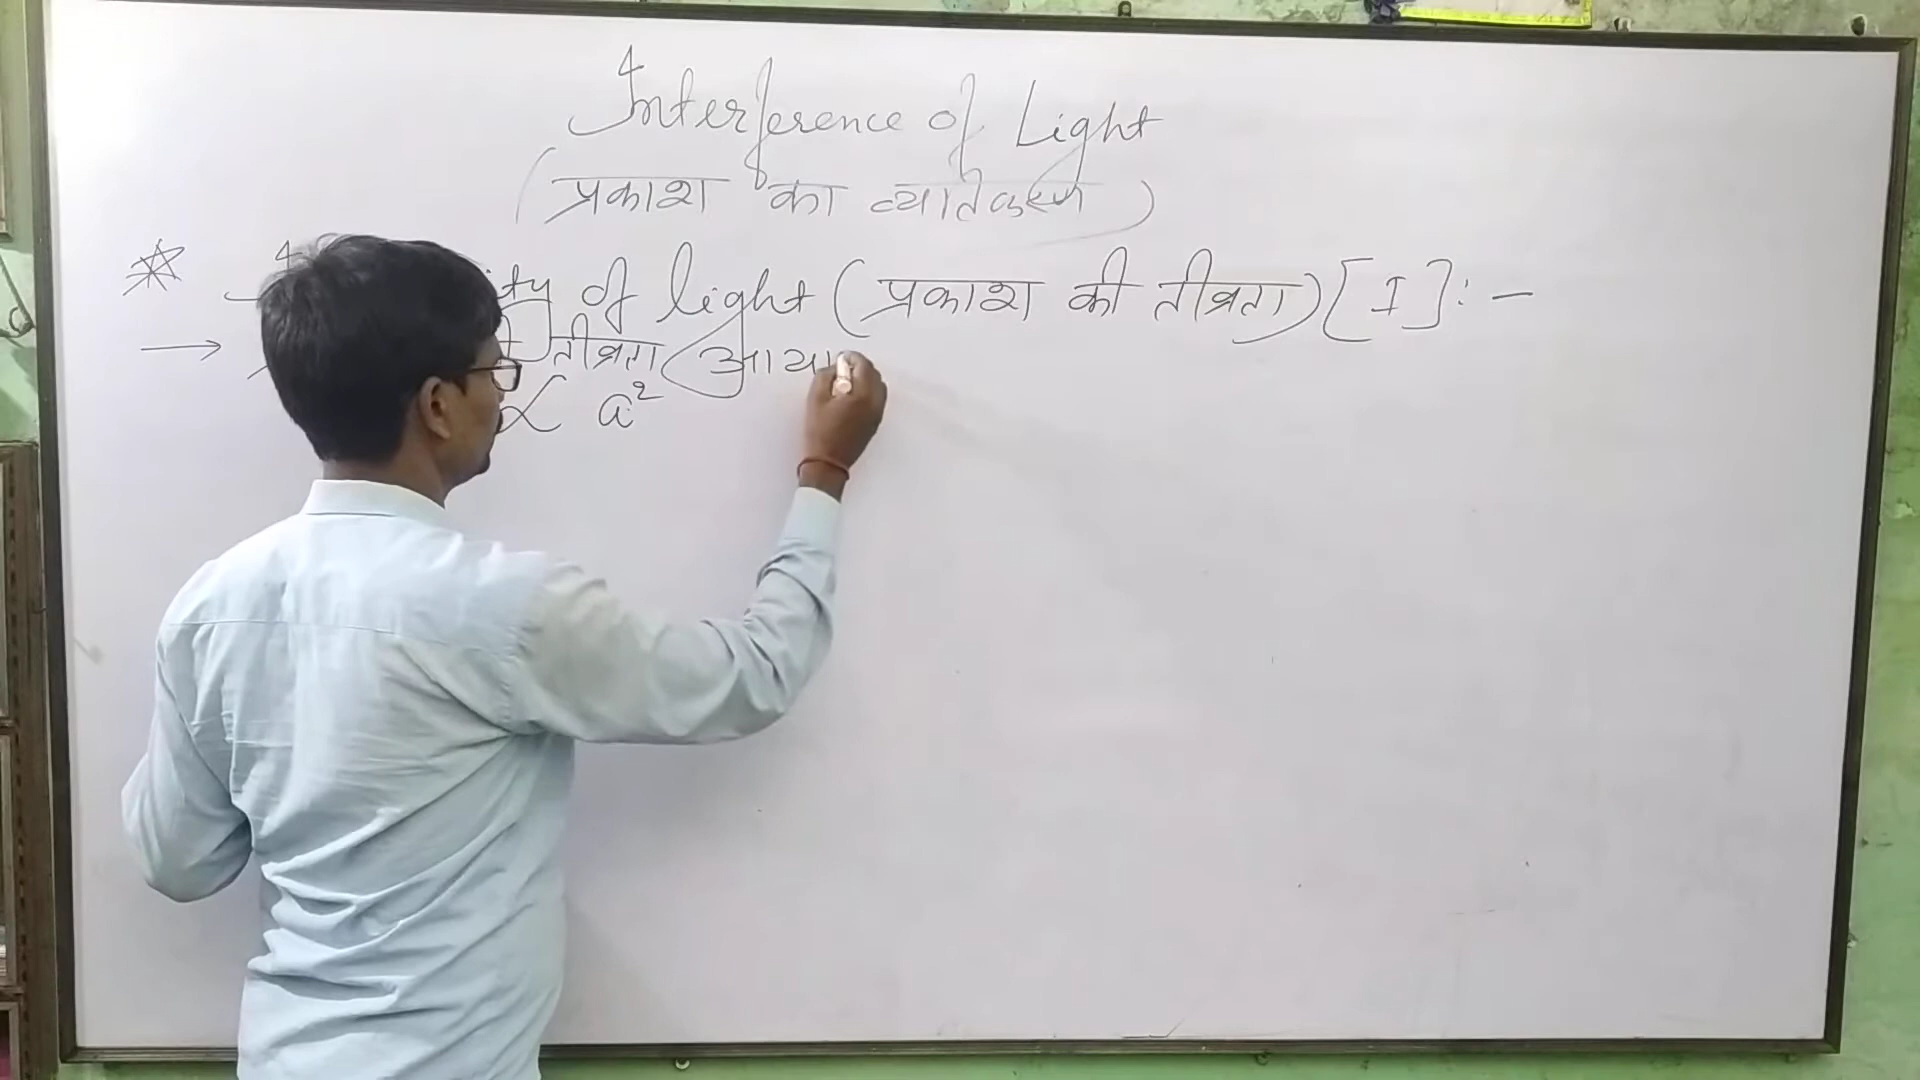 Interference of Light
(प्रकाश का व्यतिकरण)
of light (प्रकाश की तीव्रता) [I] : -
→ तीव्रता (आया
∝ a²